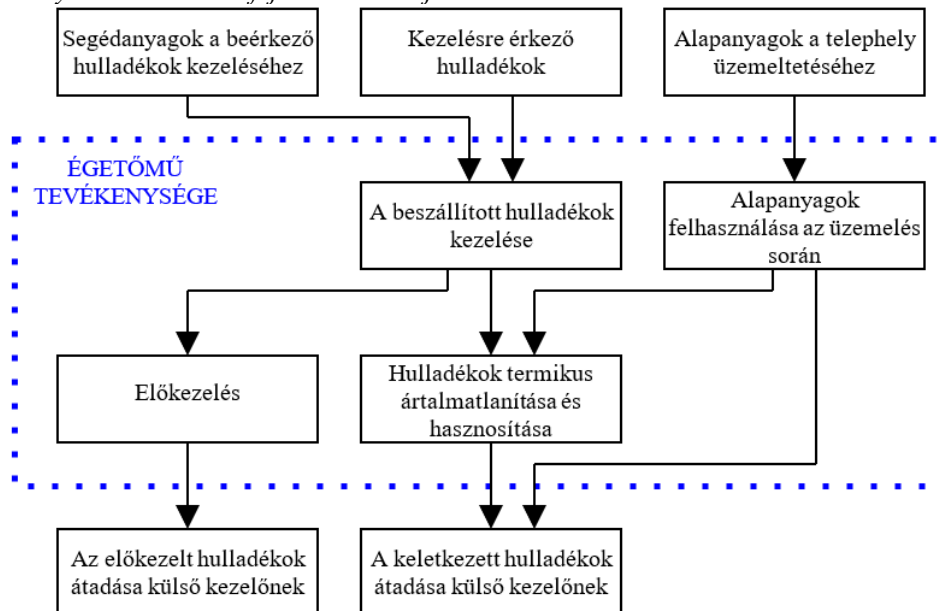 Segédanyagok a beérkező
hulladékok kezeléséhez
Kezelésre érkező
hulladékok
Alapanyagok a telephely
üzemeltetéséhez
ÉGETŐMŰ
TEVÉKENYSÉGE
A beszállított hulladékok
kezelése
Alapanyagok
felhasználása az üzemelés
során
Előkezelés
Hulladékok termikus
ártalmatlanítása és
hasznosítása
Az előkezelt hulladékok
átadása külső kezelőnek
A keletkezett hulladékok
átadása külső kezelőnek